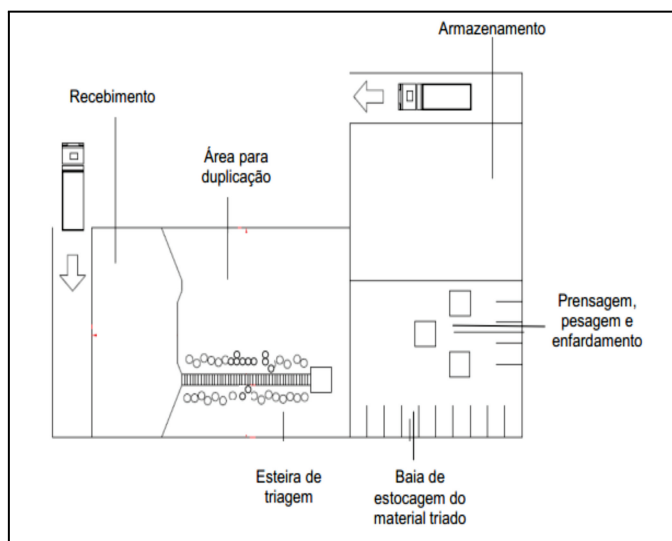 Armazenamento
Recebimento
Área para
duplicação
Prensagem,
pesagem e
enfardamento
Esteira de
triagem
Baia de
estocagem do
material triado